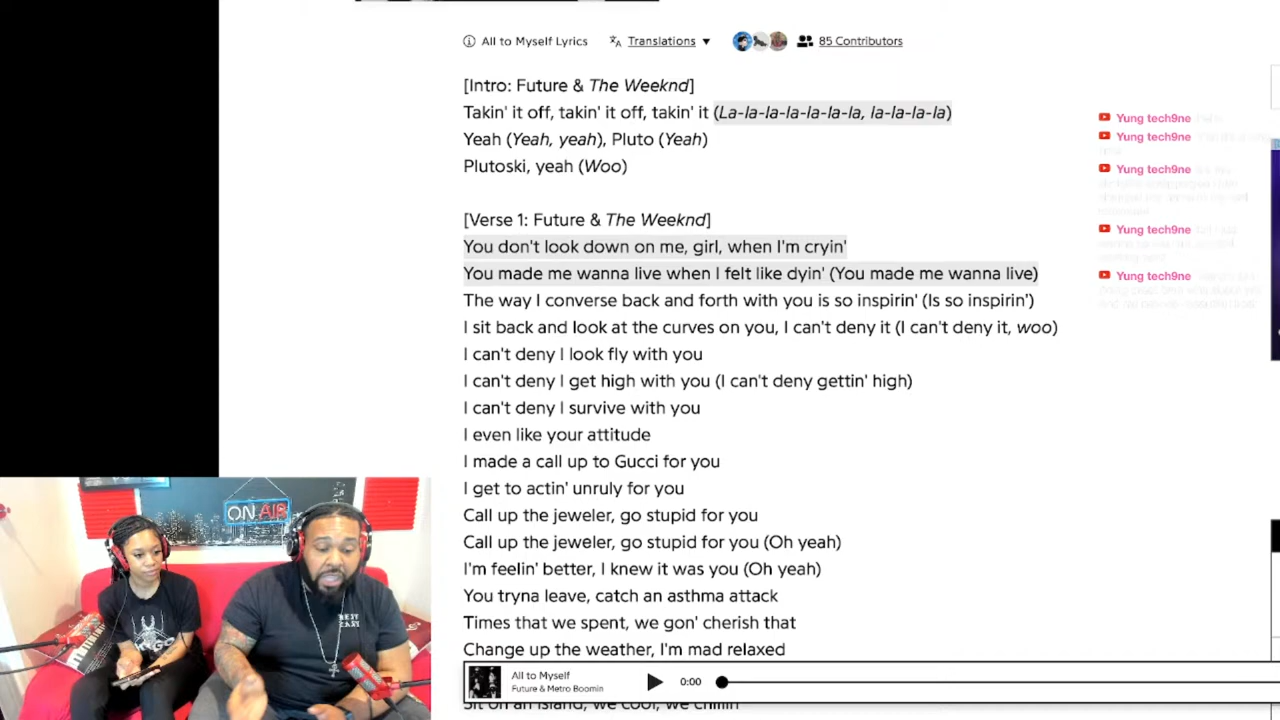 All to Myself Lyrics
Translations
85 Contributors
[Intro: Future & The Weeknd]
Takin' it off, takin' it off, takin' it (La-la-la-la-la-la-la, la-la-la-la)
Yeah (Yeah, yeah), Pluto (Yeah)
Plutoski, yeah (Woo)
[Verse 1: Future & The Weeknd]
You don't look down on me, girl, when I'm cryin'
You made me wanna live when I felt like dyin' (You made me wanna live)
The way I converse back and forth with you is so inspirin' (Is so inspirin')
I sit back and look at the curves on you, I can't deny it (I can't deny it, woo)
I can't deny I look fly with you
I can't deny I get high with you (I can't deny gettin' high)
I can't deny I survive with you
I even like your attitude
I made a call up to Gucci for you
I get to actin' unruly for you
Call up the jeweler, go stupid for you
Call up the jeweler, go stupid for you (Oh yeah)
I'm feelin' better, I knew it was you (Oh yeah)
You tryna leave, catch an asthma attack
Times that we spent, we gon' cherish that
Change up the weather, I'm mad relaxed
Sit on an island, we cool, we chillin'
All to Myself
Future & Metro Boomin
0:00
Yung tech9ne
Yung tech9ne
Yung tech9ne
Yung tech9ne
Yung tech9ne
ON AIR